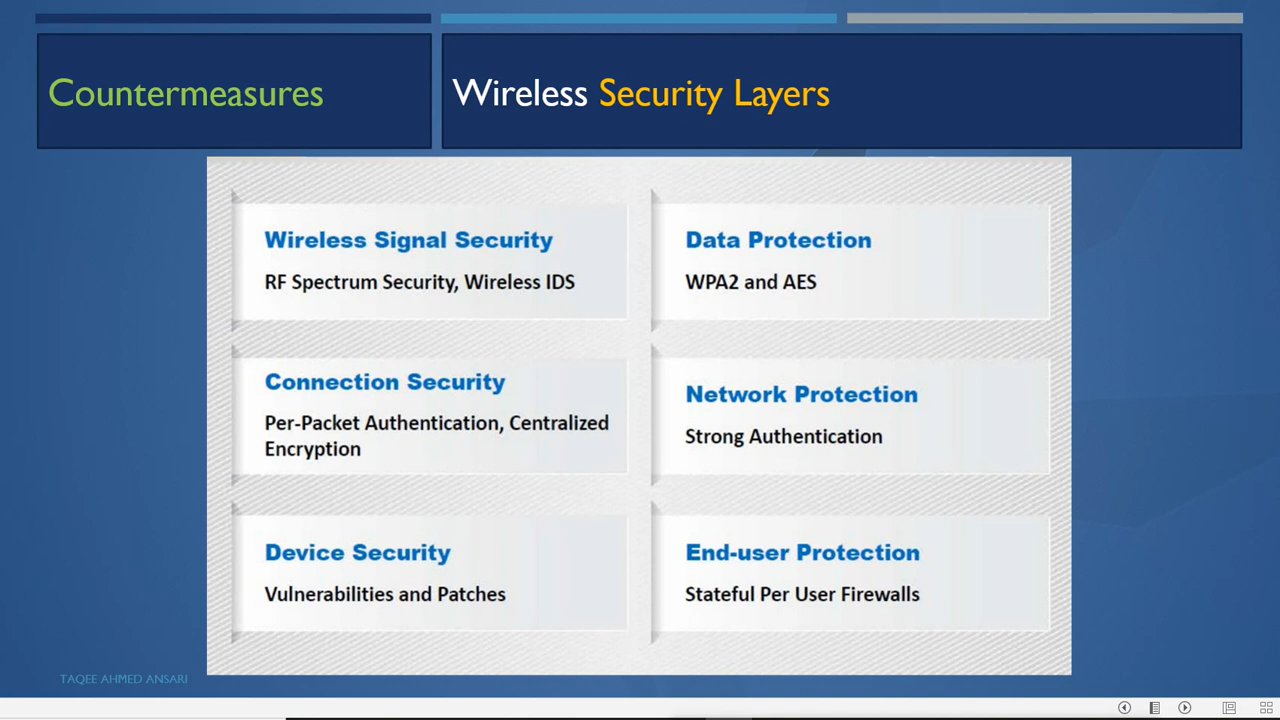 Countermeasures
Wireless Security Layers
Wireless Signal Security
RF Spectrum Security, Wireless IDS
Data Protection
WPA2 and AES
Connection Security
Per-Packet Authentication, Centralized
Encryption
Network Protection
Strong Authentication
Device Security
Vulnerabilities and Patches
End-user Protection
Stateful Per User Firewalls
TAQEE AHMED ANSARI